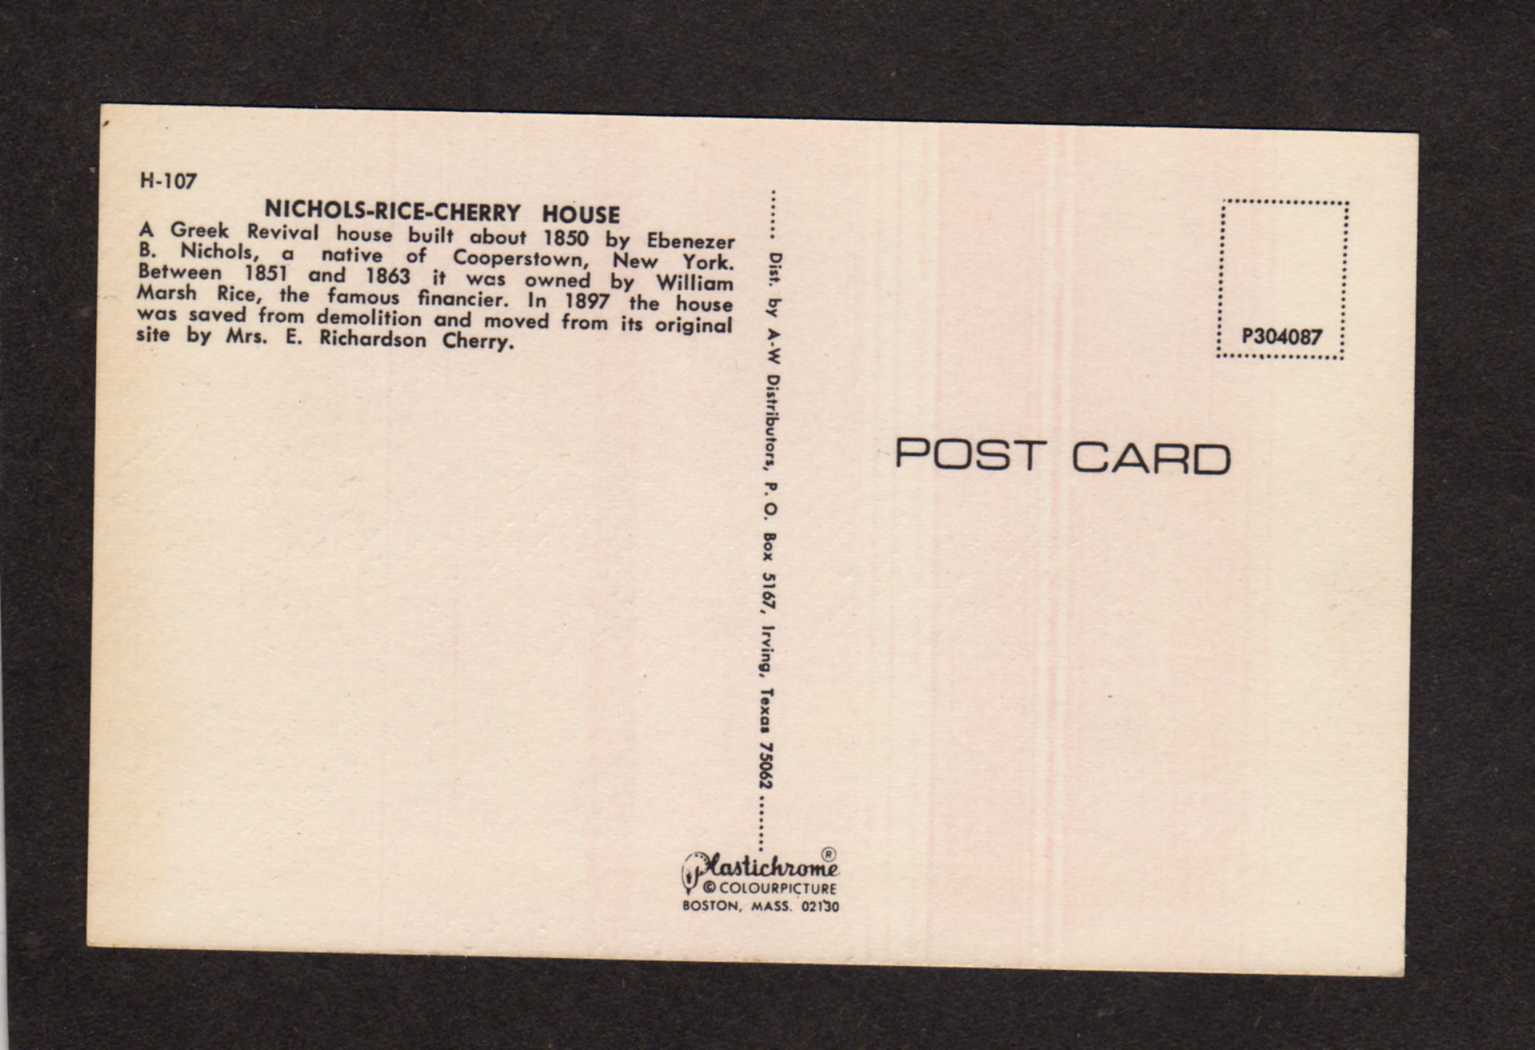 H-107
NICHOLS-RICE-CHERRY HOUSE
A Greek Revival house built about 1850 by Ebenezer
B. Nichols, a native of Cooperstown, New York.
Between 1851 and 1863 it was owned by William
Marsh Rice, the famous financier. In 1897 the house
was saved from demolition and moved from its original
site by Mrs. E. Richardson Cherry.
Dist. by A-W Distributors, P. O. Box 5167, Irving, Texas 75062
Plastichrome ®
© COLOURPICTURE
BOSTON, MASS. 02130
P304087
POST CARD